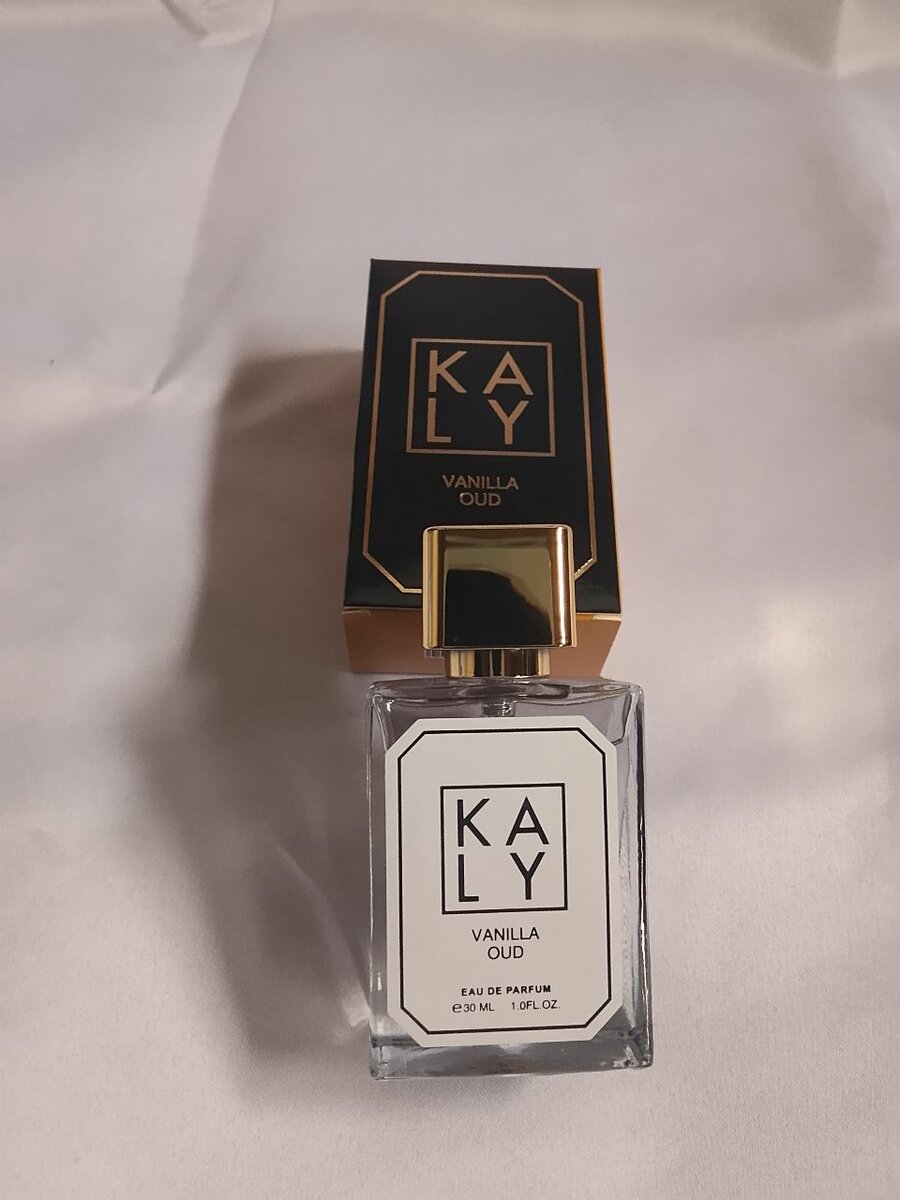 KA
LY
VANILLA
OUD
KA
LY
VANILLA
OUD
EAU DE PARFUM
℮30 ML 1.0FL.OZ.